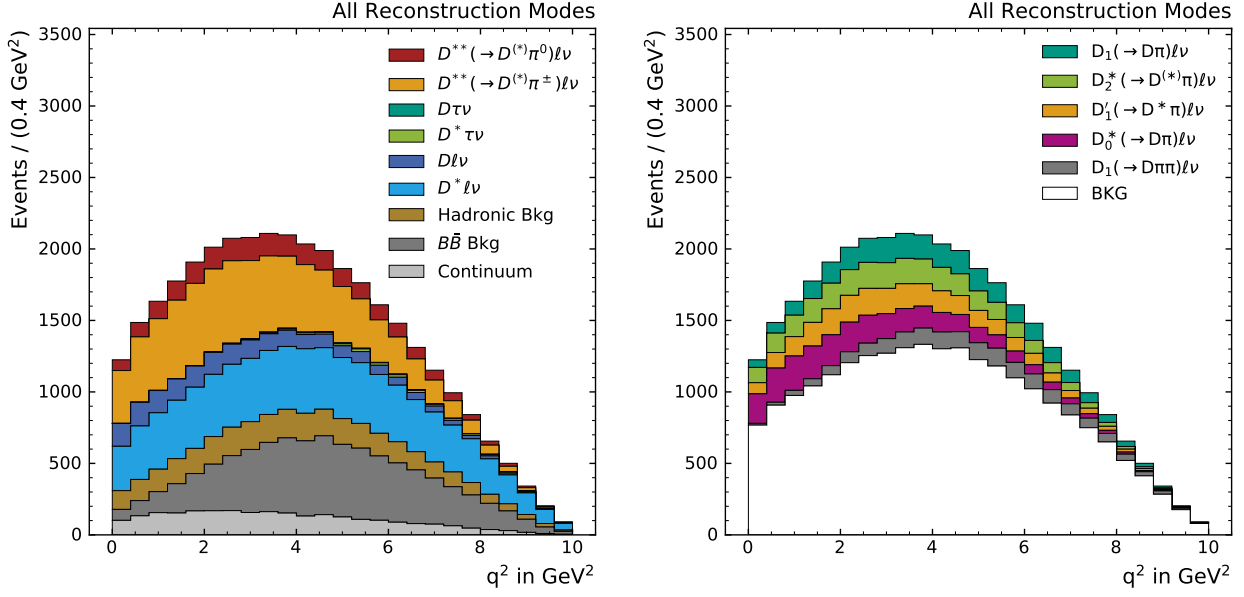 All Reconstruction Modes
Events / (0.4 GeV²)
3500
3000
2500
2000
1500
1000
500
0
D**(→D(*)π⁰)ℓν
D**(→D(*)π±)ℓν
Dτν
D*τν
Dℓν
D*ℓν
Hadronic Bkg
BB̄ Bkg
Continuum
0 2 4 6 8 10
q² in GeV²
All Reconstruction Modes
Events / (0.4 GeV²)
3500
3000
2500
2000
1500
1000
500
0
D₁(→Dπ)ℓν
D₂*(→D(*)π)ℓν
D₁′(→D*π)ℓν
D₀*(→Dπ)ℓν
D₁(→Dππ)ℓν
BKG
0 2 4 6 8 10
q² in GeV²